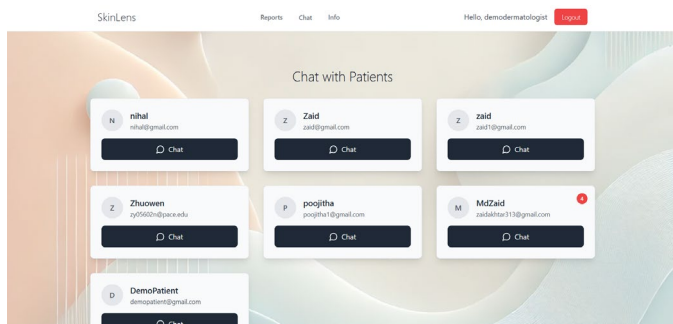 SkinLens Reports Chat Info Hello, demodermatologist Logout
Chat with Patients
N nihal
nihal@gmail.com
Chat
Z Zaid
zaid@gmail.com
Chat
Z zaid
zaid1@gmail.com
Chat
Z Zhuowen
zy05602n@pace.edu
Chat
P poojitha
poojitha1@gmail.com
Chat
4
M MdZaid
zaidakhtar313@gmail.com
Chat
D DemoPatient
demopatient@gmail.com
Chat